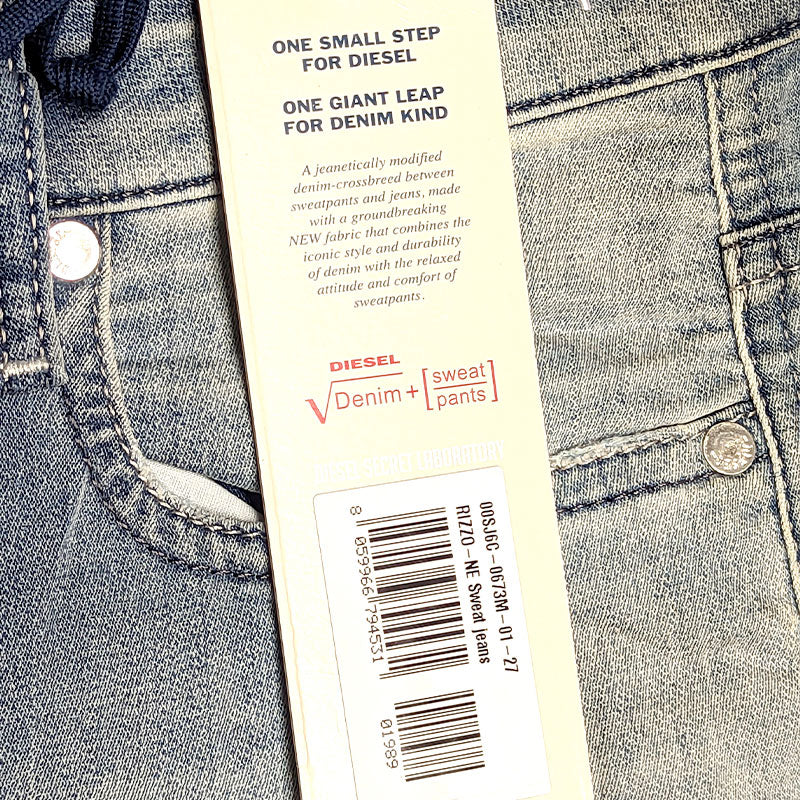 ONE SMALL STEP
FOR DIESEL
ONE GIANT LEAP
FOR DENIM KIND
A jeanetically modified
denim-crossbreed between
sweatpants and jeans, made
with a groundbreaking
NEW fabric that combines the
iconic style and durability
of denim with the relaxed
attitude and comfort of
sweatpants.
DIESEL
√Denim + [sweat
pants]
DIESEL SECRET LABORATORY
00SJ6C-0673M-01-27
RIZZO-NE Sweat jeans
8 059966 794531
01989